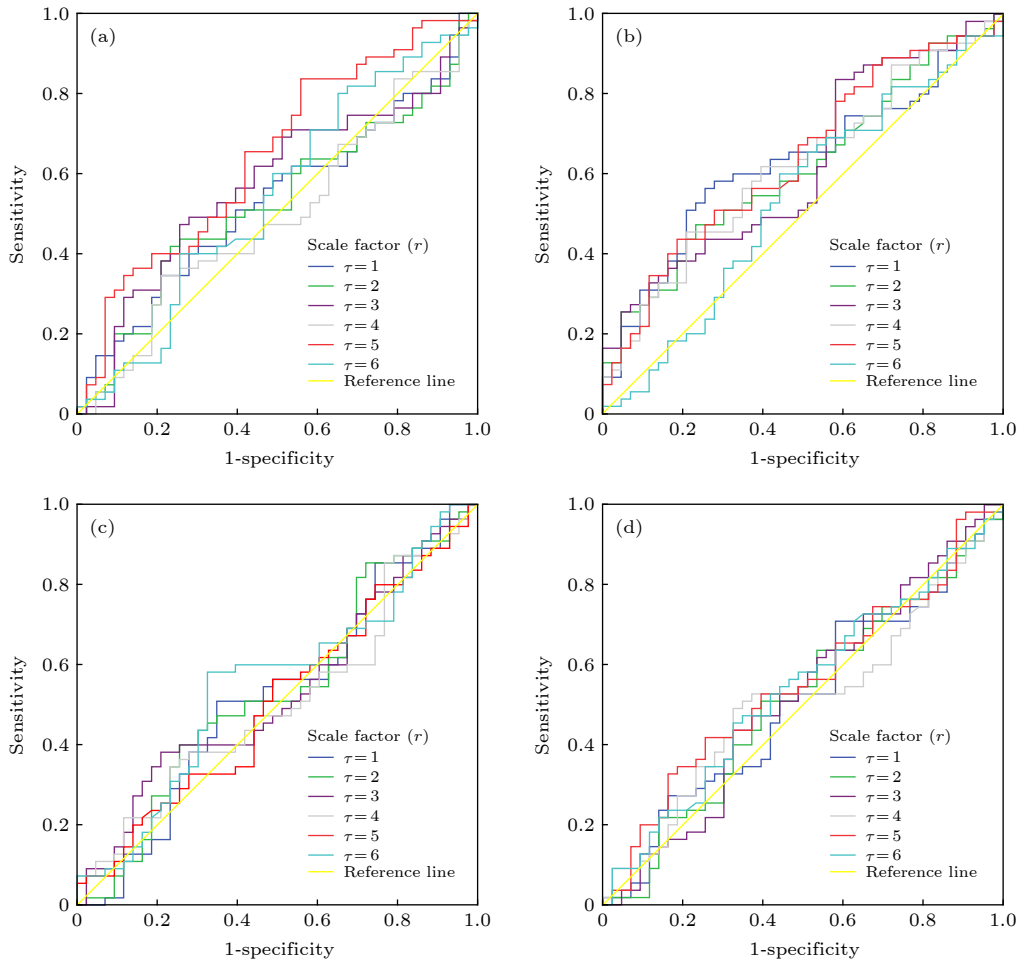 (a)
1.0
0.8
0.6
0.4
0.2
0
Sensitivity
Scale factor (r)
τ=1
τ=2
τ=3
τ=4
τ=5
τ=6
Reference line
0 0.2 0.4 0.6 0.8 1.0
1-specificity
(b)
1.0
0.8
0.6
0.4
0.2
0
Sensitivity
Scale factor (r)
τ=1
τ=2
τ=3
τ=4
τ=5
τ=6
Reference line
0 0.2 0.4 0.6 0.8 1.0
1-specificity
(c)
1.0
0.8
0.6
0.4
0.2
0
Sensitivity
Scale factor (r)
τ=1
τ=2
τ=3
τ=4
τ=5
τ=6
Reference line
0 0.2 0.4 0.6 0.8 1.0
1-specificity
(d)
1.0
0.8
0.6
0.4
0.2
0
Sensitivity
Scale factor (r)
τ=1
τ=2
τ=3
τ=4
τ=5
τ=6
Reference line
0 0.2 0.4 0.6 0.8 1.0
1-specificity